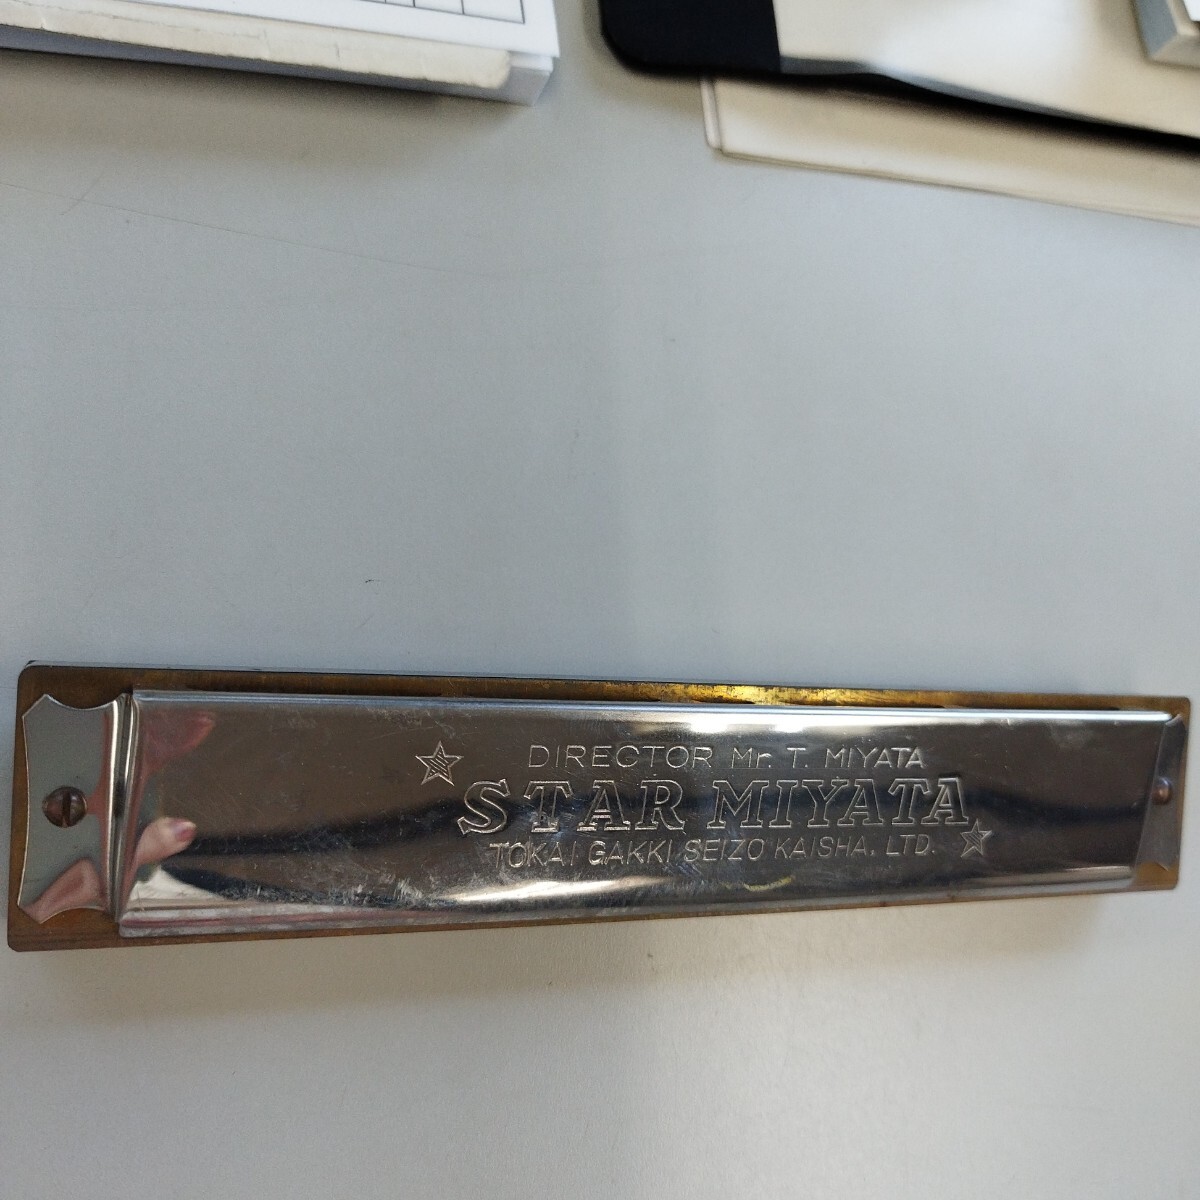 DIRECTOR Mr. T. MIYATA
STAR MIYATA
TOKAI GAKKI SEIZO KAISHA. LTD.